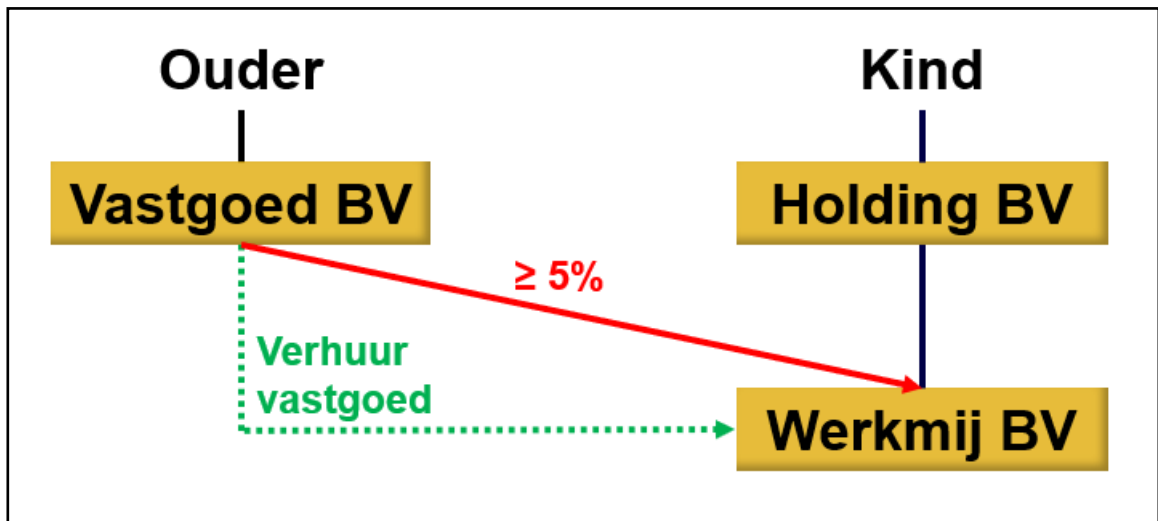 Ouder
Kind
Vastgoed BV
Holding BV
≥ 5%
Verhuur
vastgoed
Werkmij BV